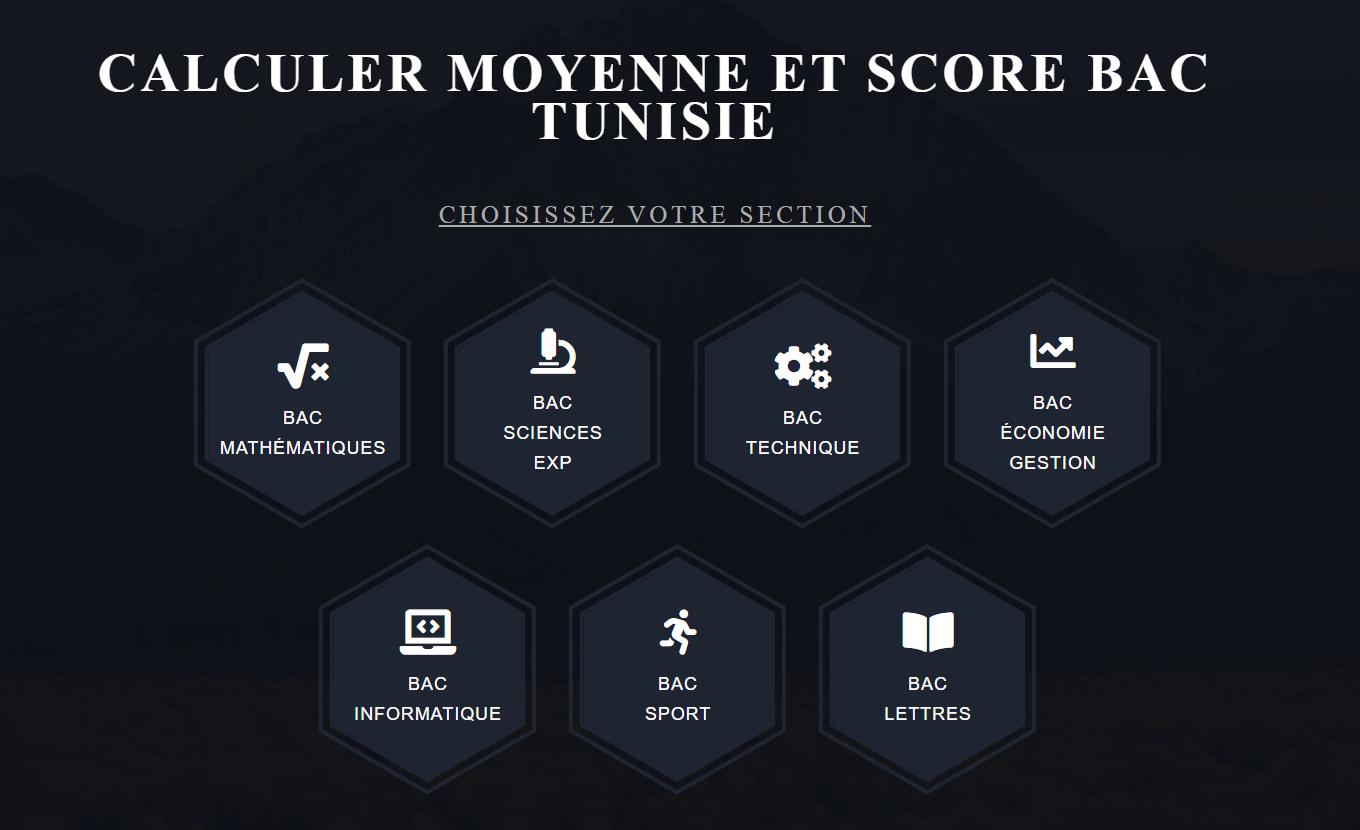 CALCULER MOYENNE ET SCORE BAC
TUNISIE
CHOISISSEZ VOTRE SECTION
BAC
MATHÉMATIQUES
BAC
SCIENCES
EXP
BAC
TECHNIQUE
BAC
ÉCONOMIE
GESTION
BAC
INFORMATIQUE
BAC
SPORT
BAC
LETTRES